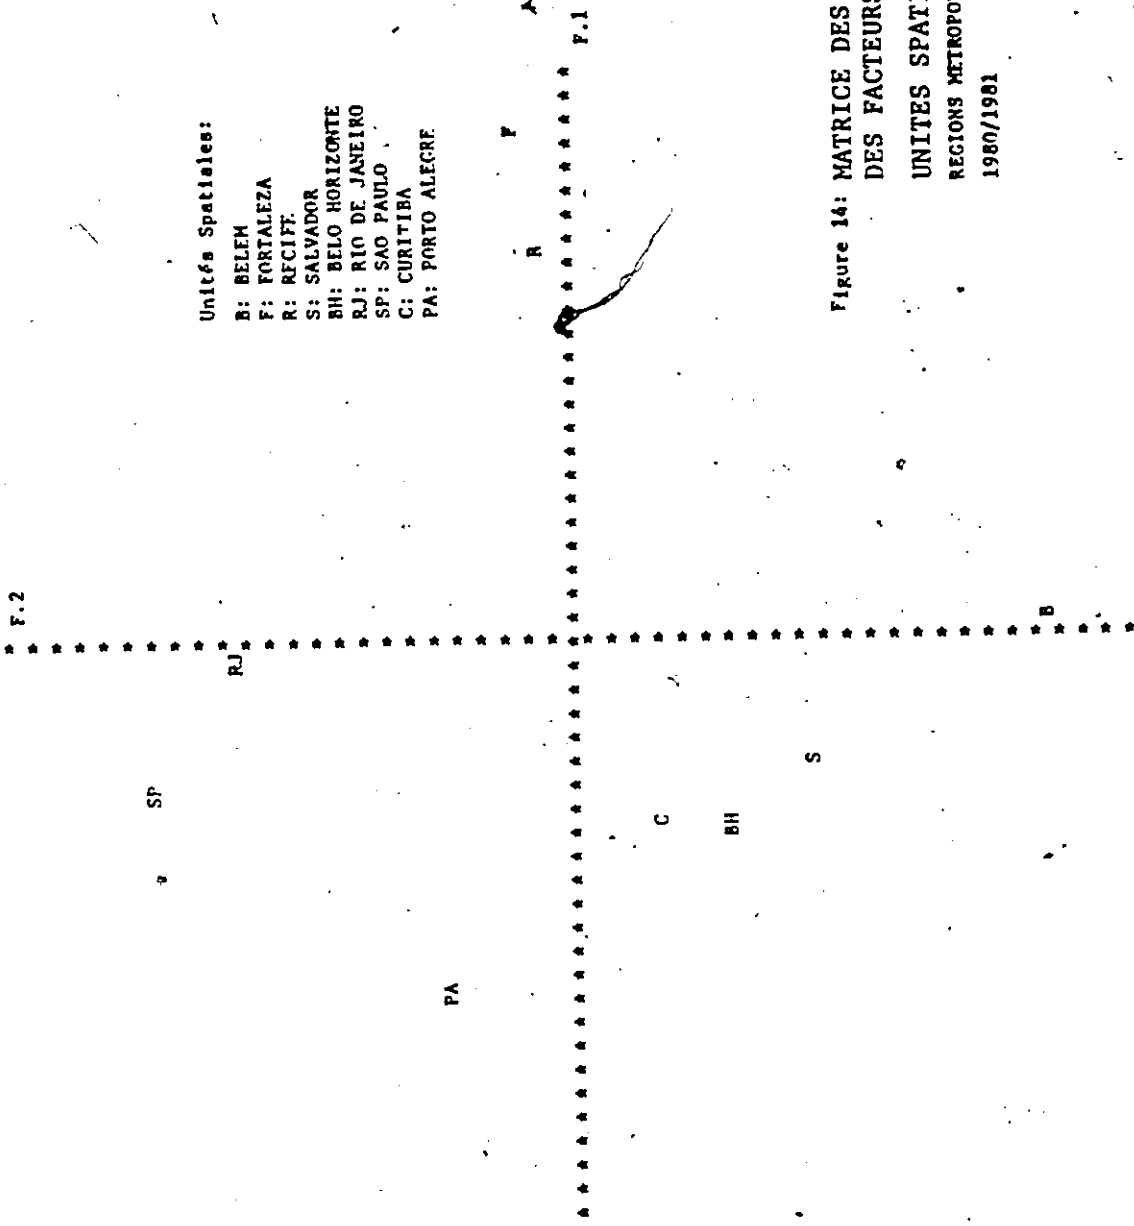 F.2
RJ
SP
PA
C
BH
S
B
R
F
F.1
Unités Spatiales:
B: BELEM
F: FORTALEZA
R: RECIFE
S: SALVADOR
BH: BELO HORIZONTE
RJ: RIO DE JANEIRO
SP: SAO PAULO
C: CURITIBA
PA: PORTO ALEGRE
Figure 14: MATRICE DES
DES FACTEURS
UNITES SPATI
REGIONS METROPO
1980/1981